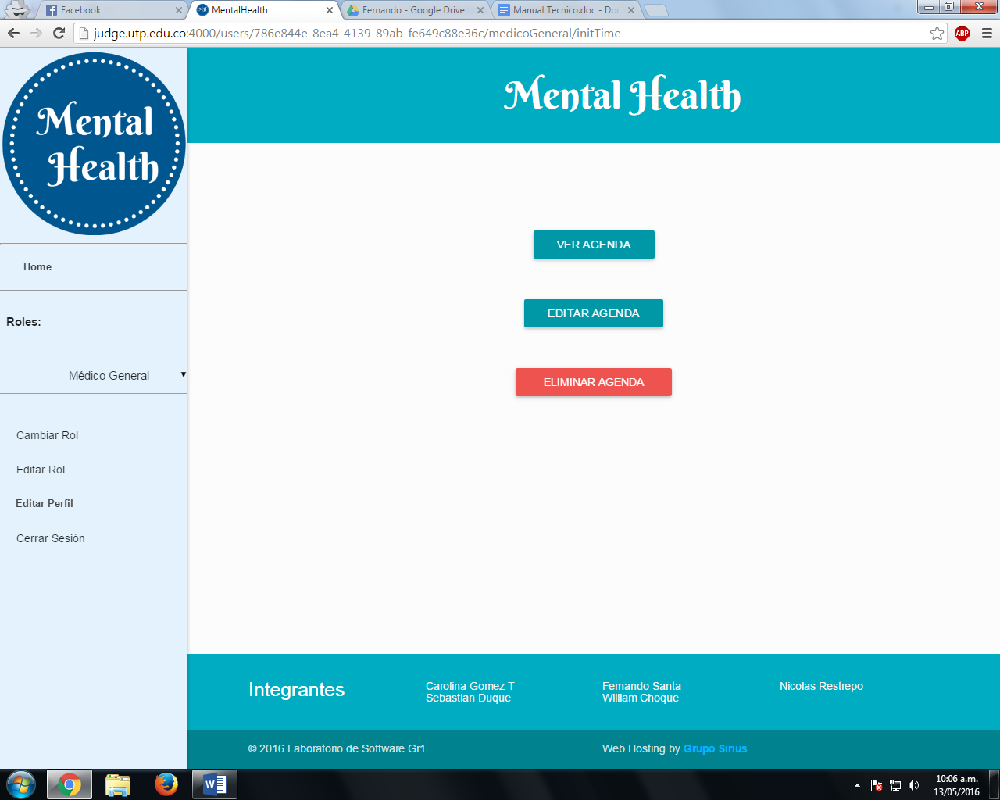 Facebook
MentalHealth
Fernando - Google Drive
Manual Tecnico.doc - Doc
judge.utp.edu.co:4000/users/786e844e-8ea4-4139-89ab-fe649c88e36c/medicoGeneral/initTime
ABP
Mental
Health
Mental Health
Home
Roles:
Médico General
Cambiar Rol
Editar Rol
Editar Perfil
Cerrar Sesión
VER AGENDA
EDITAR AGENDA
ELIMINAR AGENDA
Integrantes
Carolina Gomez T
Sebastian Duque
Fernando Santa
William Choque
Nicolas Restrepo
© 2016 Laboratorio de Software Gr1.
Web Hosting by Grupo Sirius
10:06 a.m.
13/05/2016